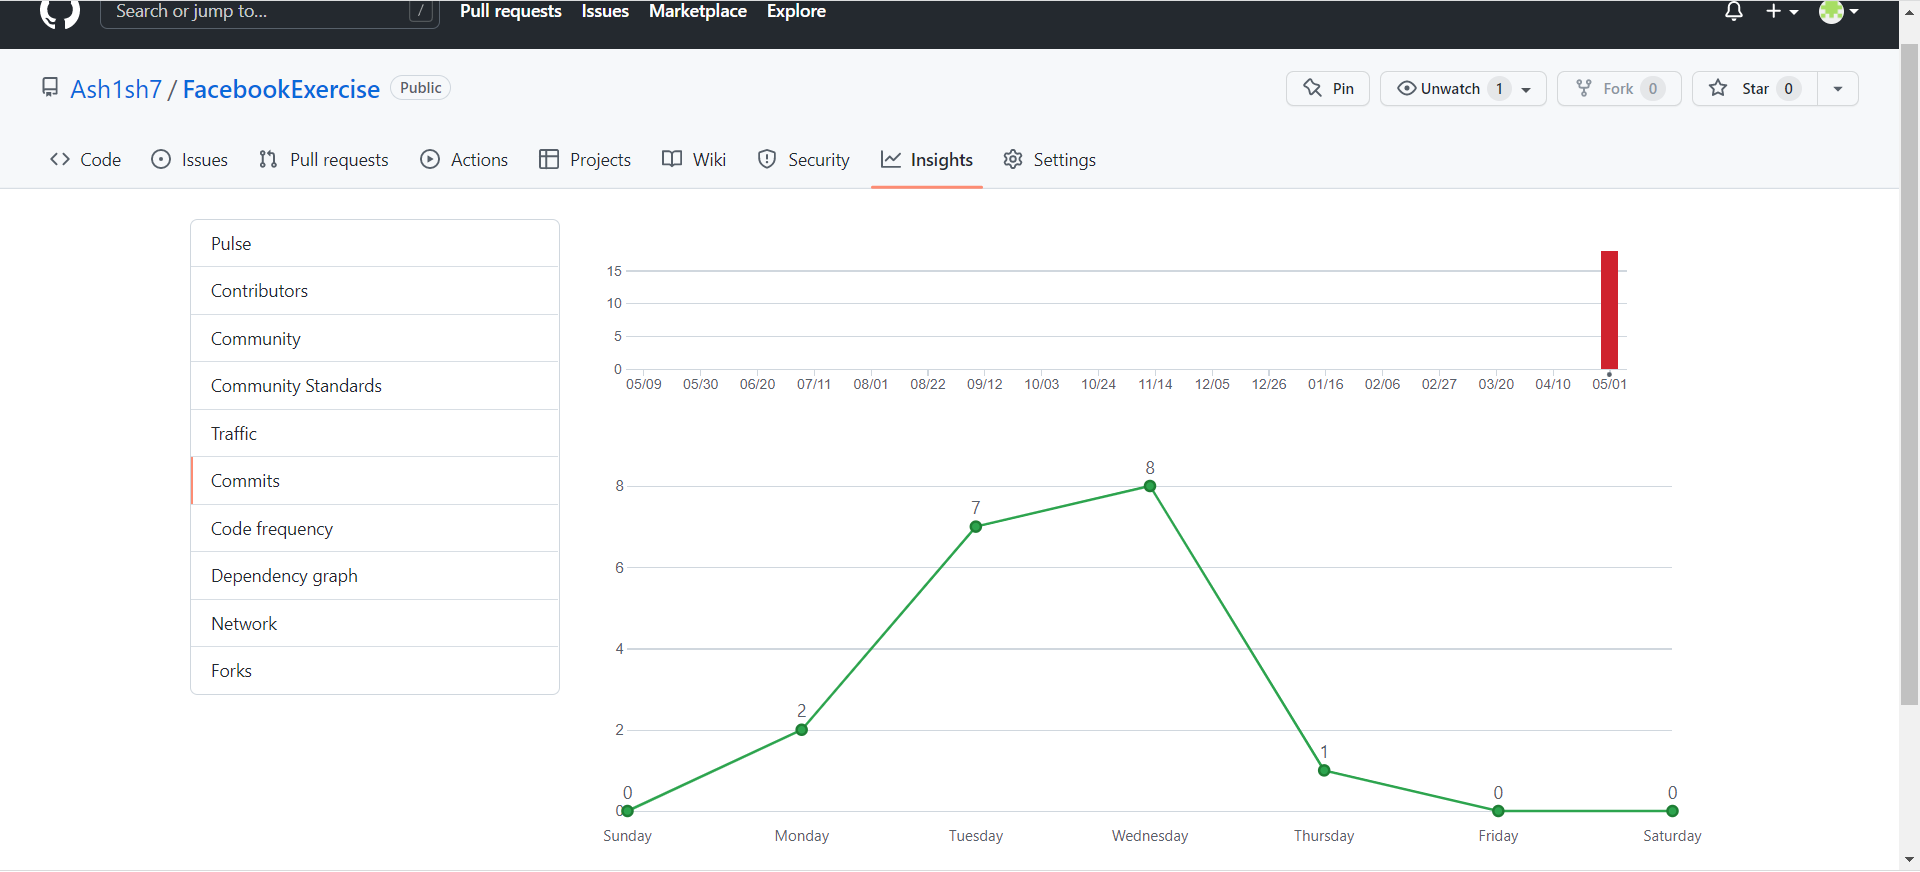 Search or jump to... / Pull requests Issues Marketplace Explore
Ash1sh7 / FacebookExercise Public Pin Unwatch 1 Fork 0 Star 0
Code Issues Pull requests Actions Projects Wiki Security Insights Settings
Pulse
Contributors
Community
Community Standards
Traffic
Commits
Code frequency
Dependency graph
Network
Forks
15
10
5
0
05/09 05/30 06/20 07/11 08/01 08/22 09/12 10/03 10/24 11/14 12/05 12/26 01/16 02/06 02/27 03/20 04/10 05/01
8
6
4
2
0
0 2 7 8 1 0 0
Sunday Monday Tuesday Wednesday Thursday Friday Saturday